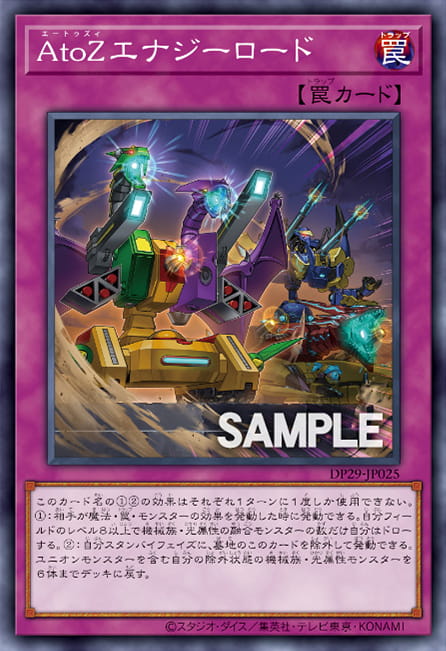 エートゥズィ
AtoZエナジーロード
トラップ
罠
トラップ
【罠カード】
SAMPLE
DP29-JP025
このカード名の①②の効果はそれぞれ1ターンに1度しか使用できない。
①:相手が魔法・罠・モンスターの効果を発動した時に発動できる。自分フィー
ルドのレベル8以上で機械族・光属性の融合モンスターの数だけ自分はドロー
する。②:自分スタンバイフェイズに、墓地のこのカードを除外して発動できる。
ユニオンモンスターを含む自分の除外状態の機械族・光属性モンスターを
6体までデッキに戻す。
©スタジオ・ダイス/集英社・テレビ東京・KONAMI